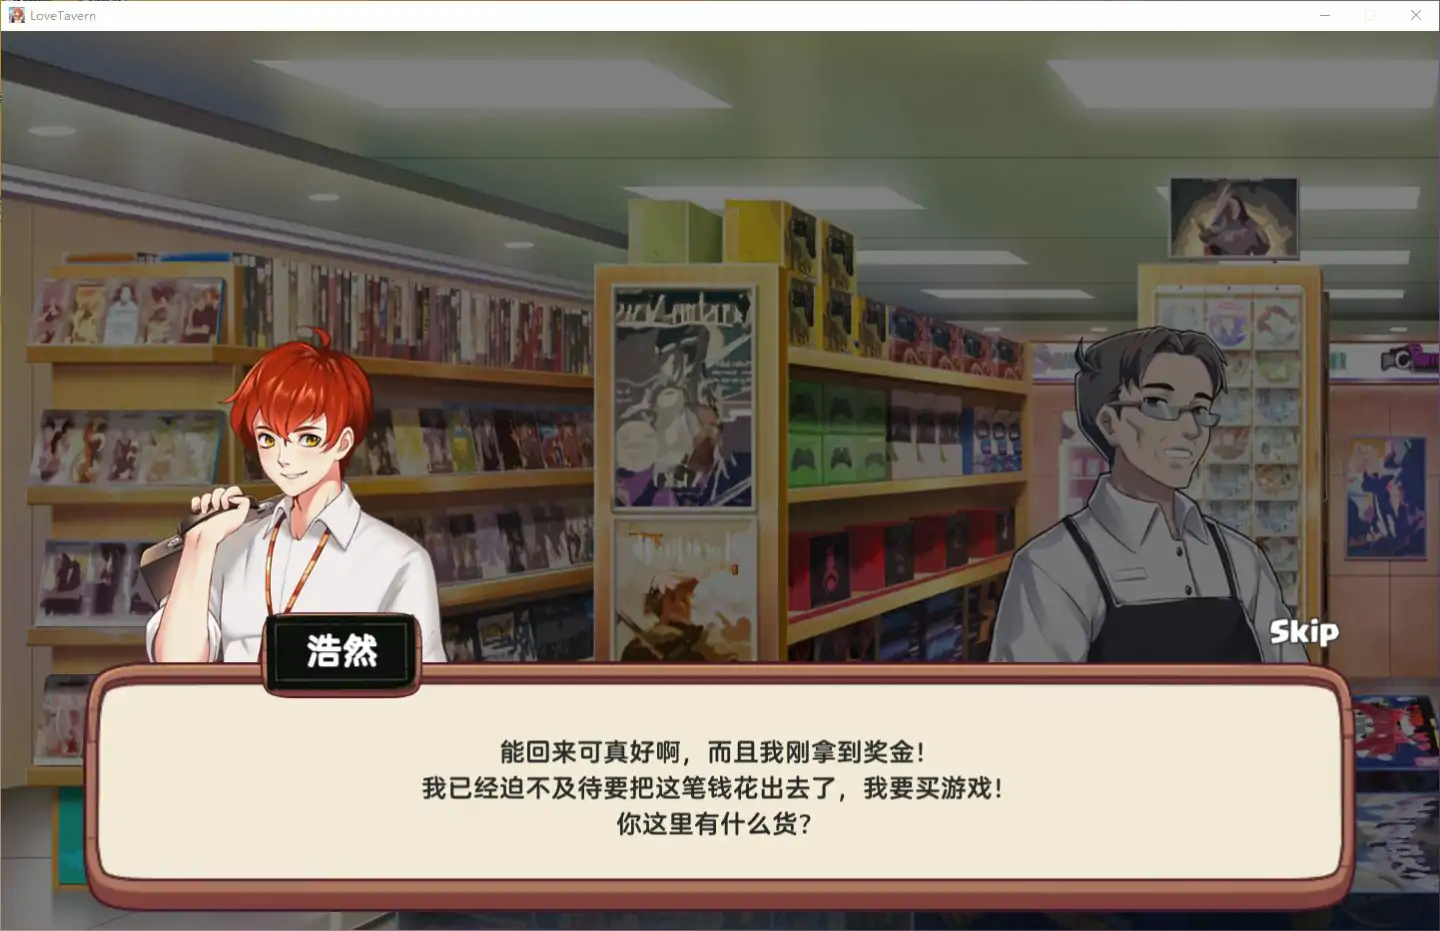 LoveTavern
Skip
浩然
能回来可真好啊，而且我刚拿到奖金！
我已经迫不及待要把这笔钱花出去了，我要买游戏！
你这里有什么货？